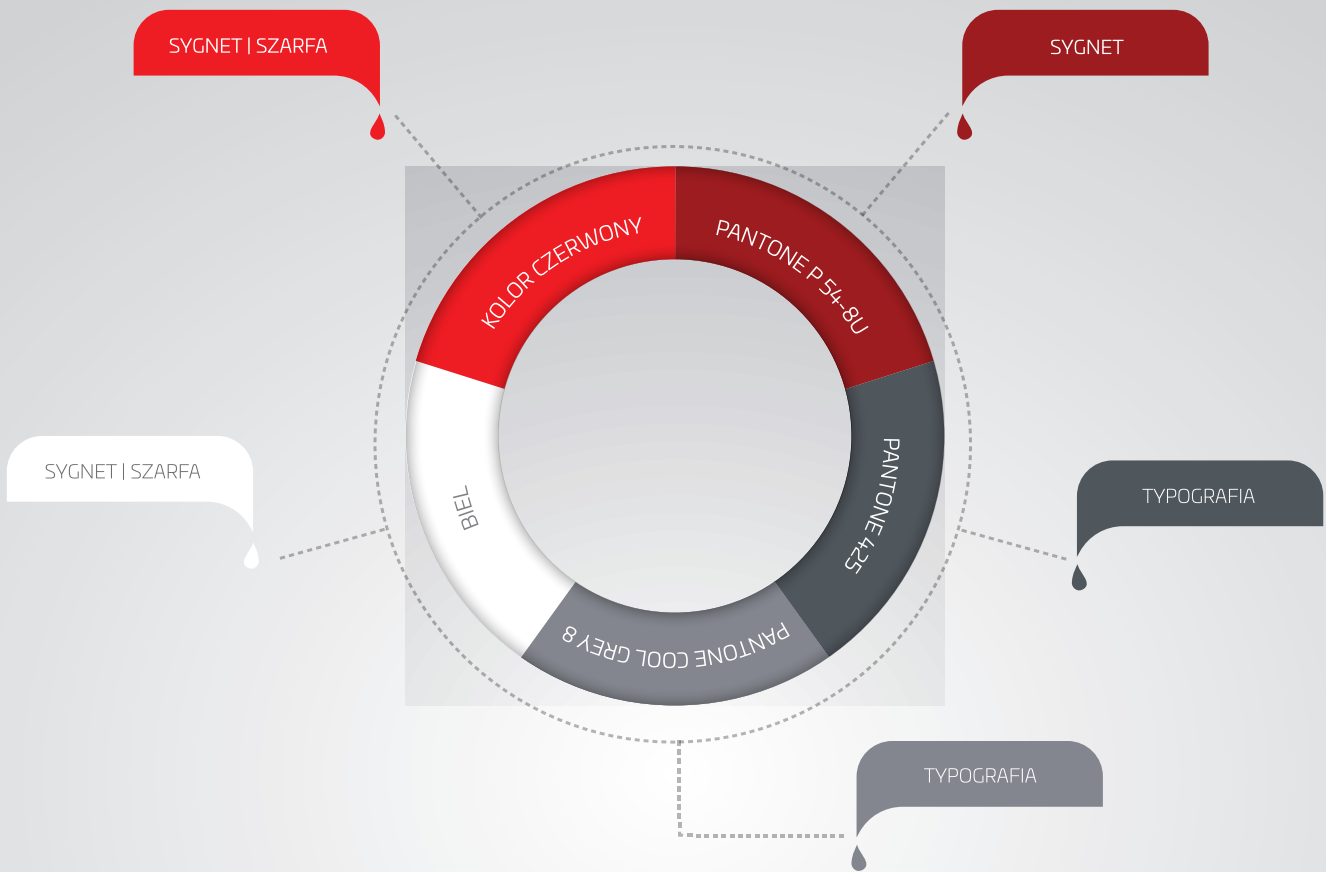 SYGNET | SZARFA
SYGNET
KOLOR CZERWONY
PANTONE P 54-8U
SYGNET | SZARFA
BIEL
PANTONE 425
TYPOGRAFIA
PANTONE COOL GREY 8
TYPOGRAFIA